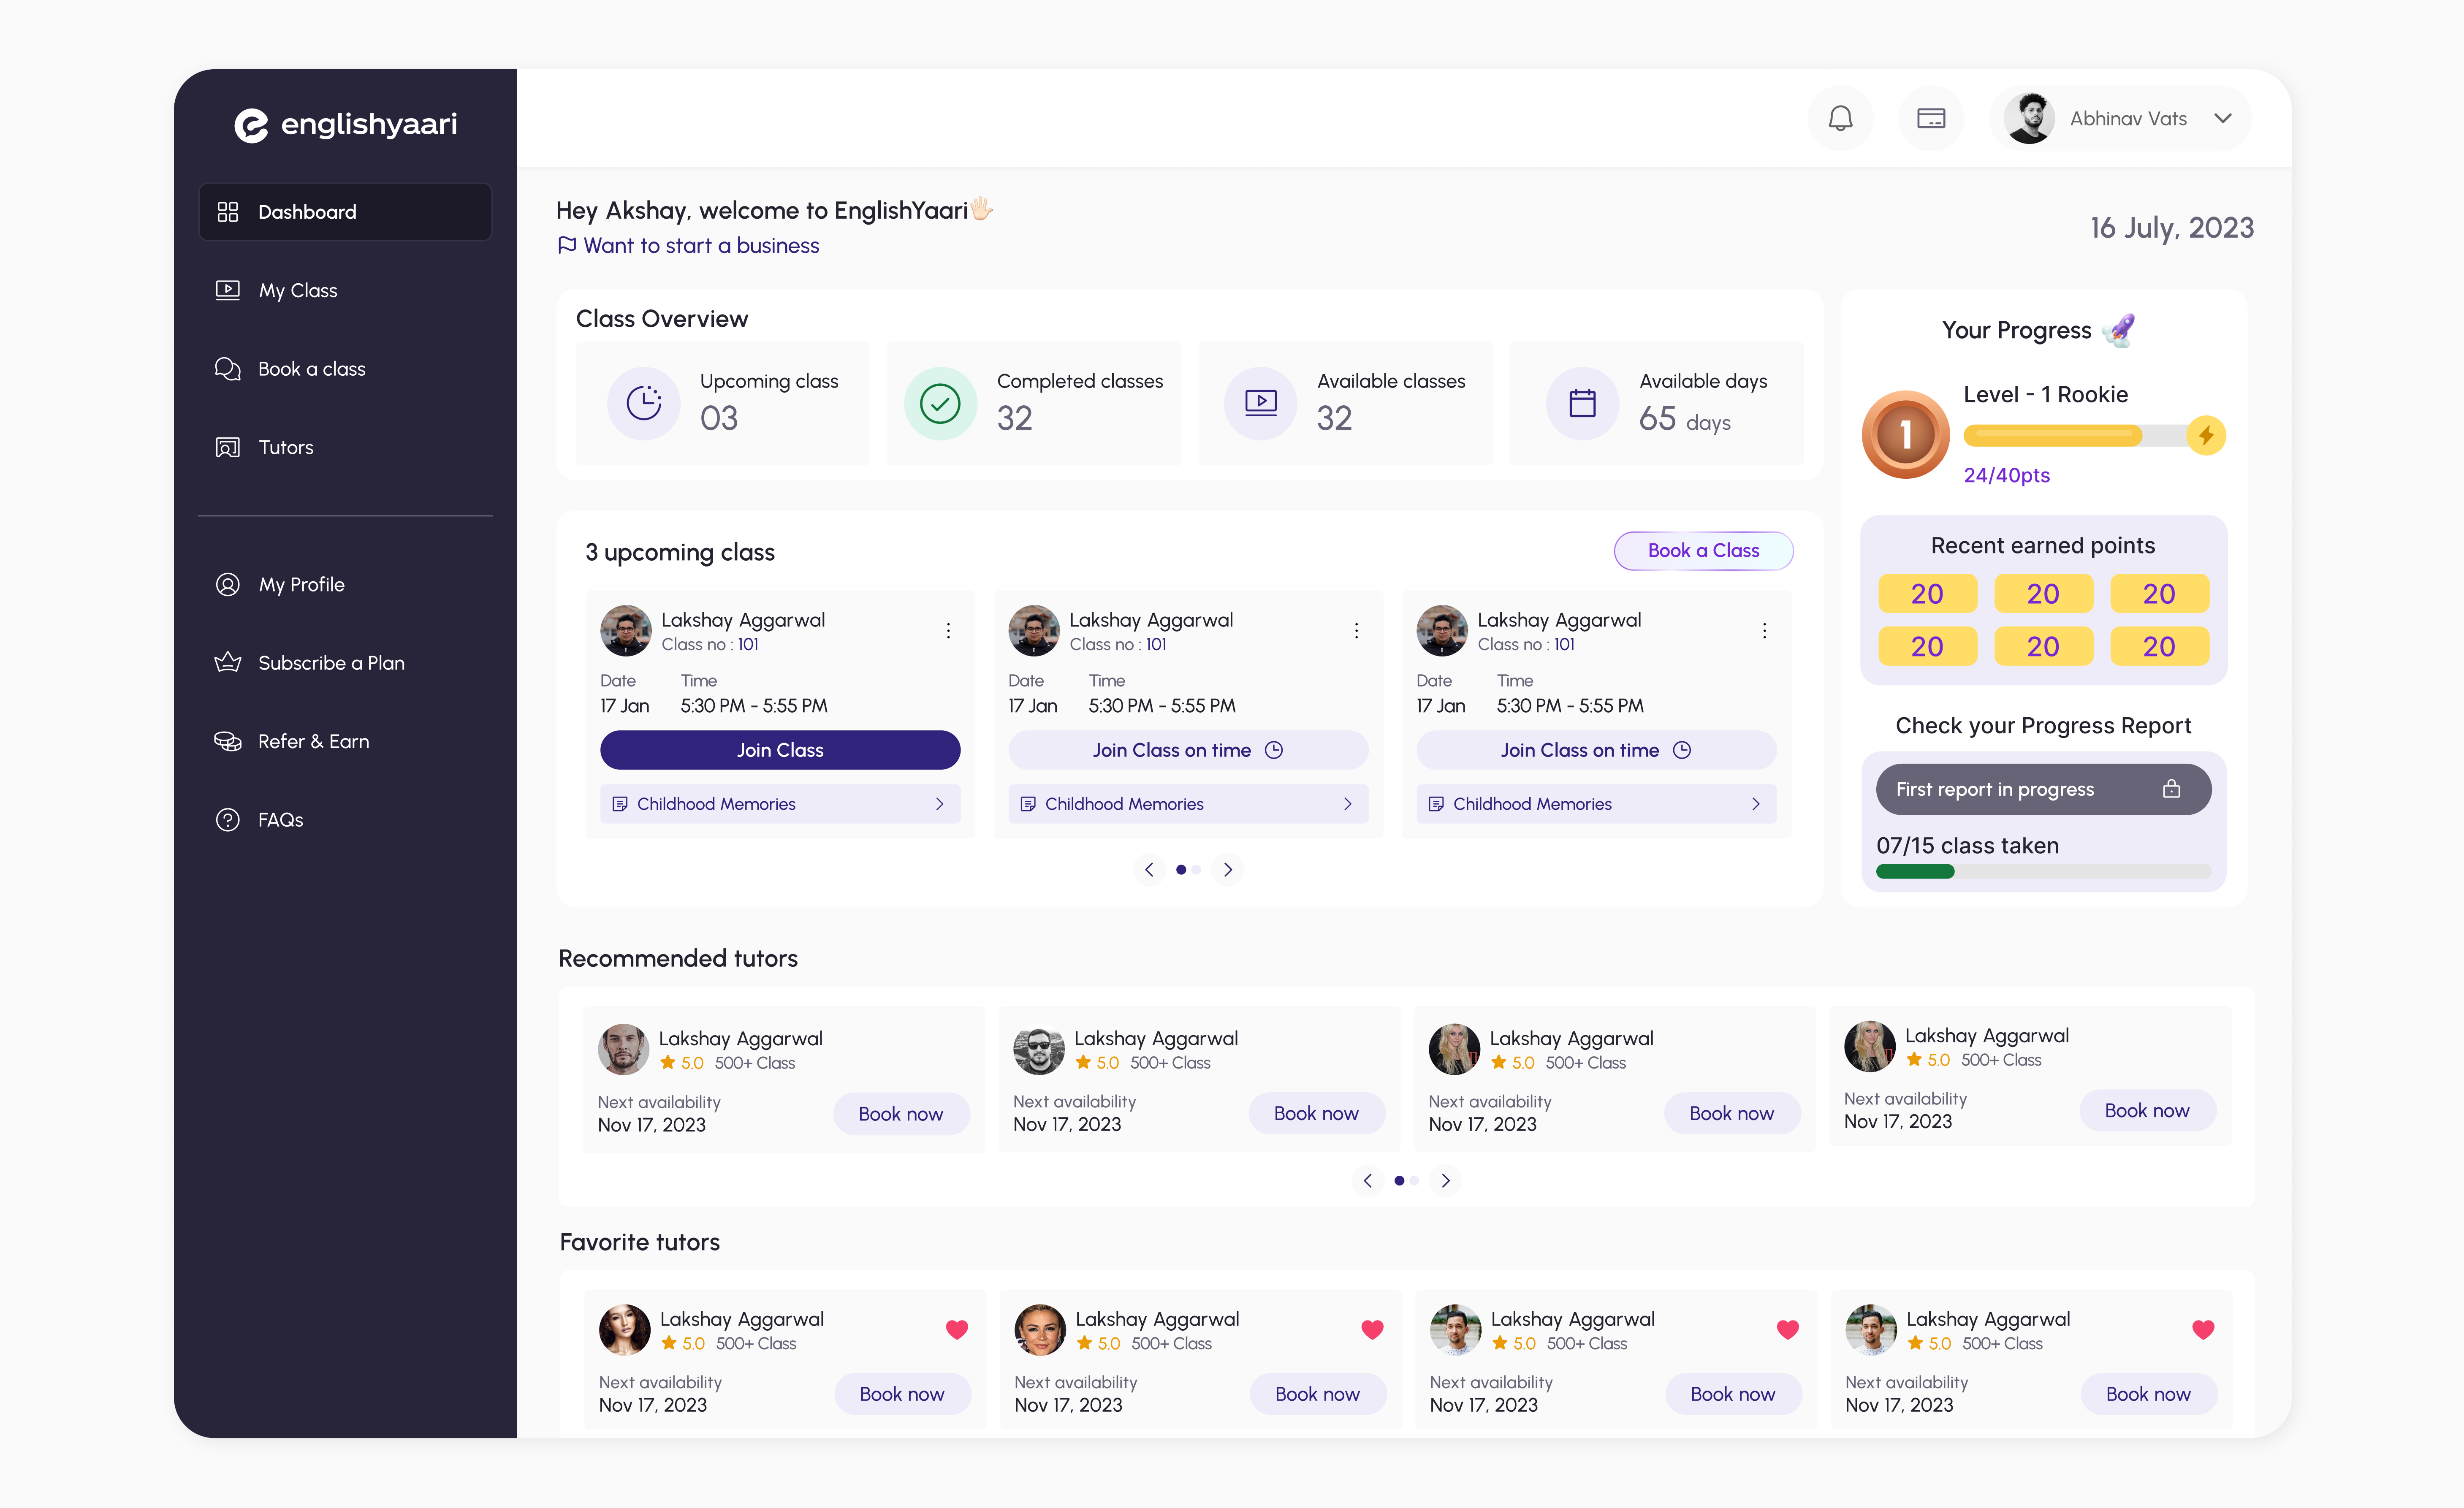 englishyaari
Dashboard
My Class
Book a class
Tutors
My Profile
Subscribe a Plan
Refer & Earn
FAQs
Abhinav Vats
Hey Akshay, welcome to EnglishYaari🖐🏻
Want to start a business
16 July, 2023
Class Overview
Upcoming class
03
Completed classes
32
Available classes
32
Available days
65 days
3 upcoming class
Book a Class
Lakshay Aggarwal
Class no : 101
Date Time
17 Jan 5:30 PM - 5:55 PM
Join Class
Childhood Memories
Lakshay Aggarwal
Class no : 101
Date Time
17 Jan 5:30 PM - 5:55 PM
Join Class on time
Childhood Memories
Lakshay Aggarwal
Class no : 101
Date Time
17 Jan 5:30 PM - 5:55 PM
Join Class on time
Childhood Memories
Your Progress 🚀
1
Level - 1 Rookie
24/40pts
Recent earned points
20 20 20
20 20 20
Check your Progress Report
First report in progress
07/15 class taken
Recommended tutors
Lakshay Aggarwal
5.0 500+ Class
Next availability
Nov 17, 2023
Book now
Lakshay Aggarwal
5.0 500+ Class
Next availability
Nov 17, 2023
Book now
Lakshay Aggarwal
5.0 500+ Class
Next availability
Nov 17, 2023
Book now
Lakshay Aggarwal
5.0 500+ Class
Next availability
Nov 17, 2023
Book now
Favorite tutors
Lakshay Aggarwal
5.0 500+ Class
Next availability
Nov 17, 2023
Book now
Lakshay Aggarwal
5.0 500+ Class
Next availability
Nov 17, 2023
Book now
Lakshay Aggarwal
5.0 500+ Class
Next availability
Nov 17, 2023
Book now
Lakshay Aggarwal
5.0 500+ Class
Next availability
Nov 17, 2023
Book now